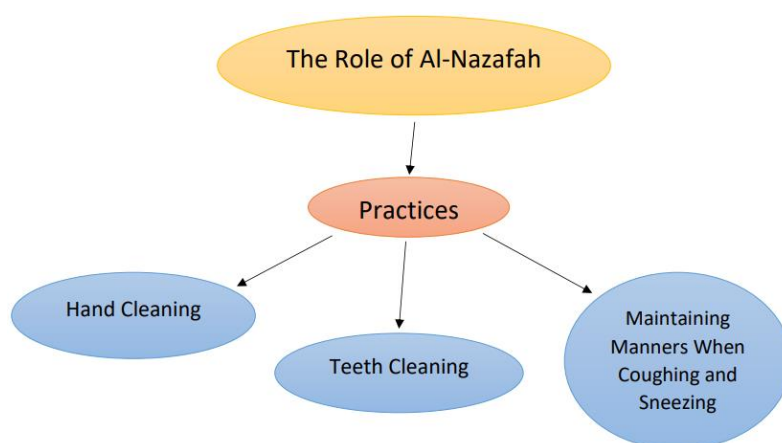 The Role of Al-Nazafah
Practices
Hand Cleaning
Teeth Cleaning
Maintaining
Manners When
Coughing and
Sneezing